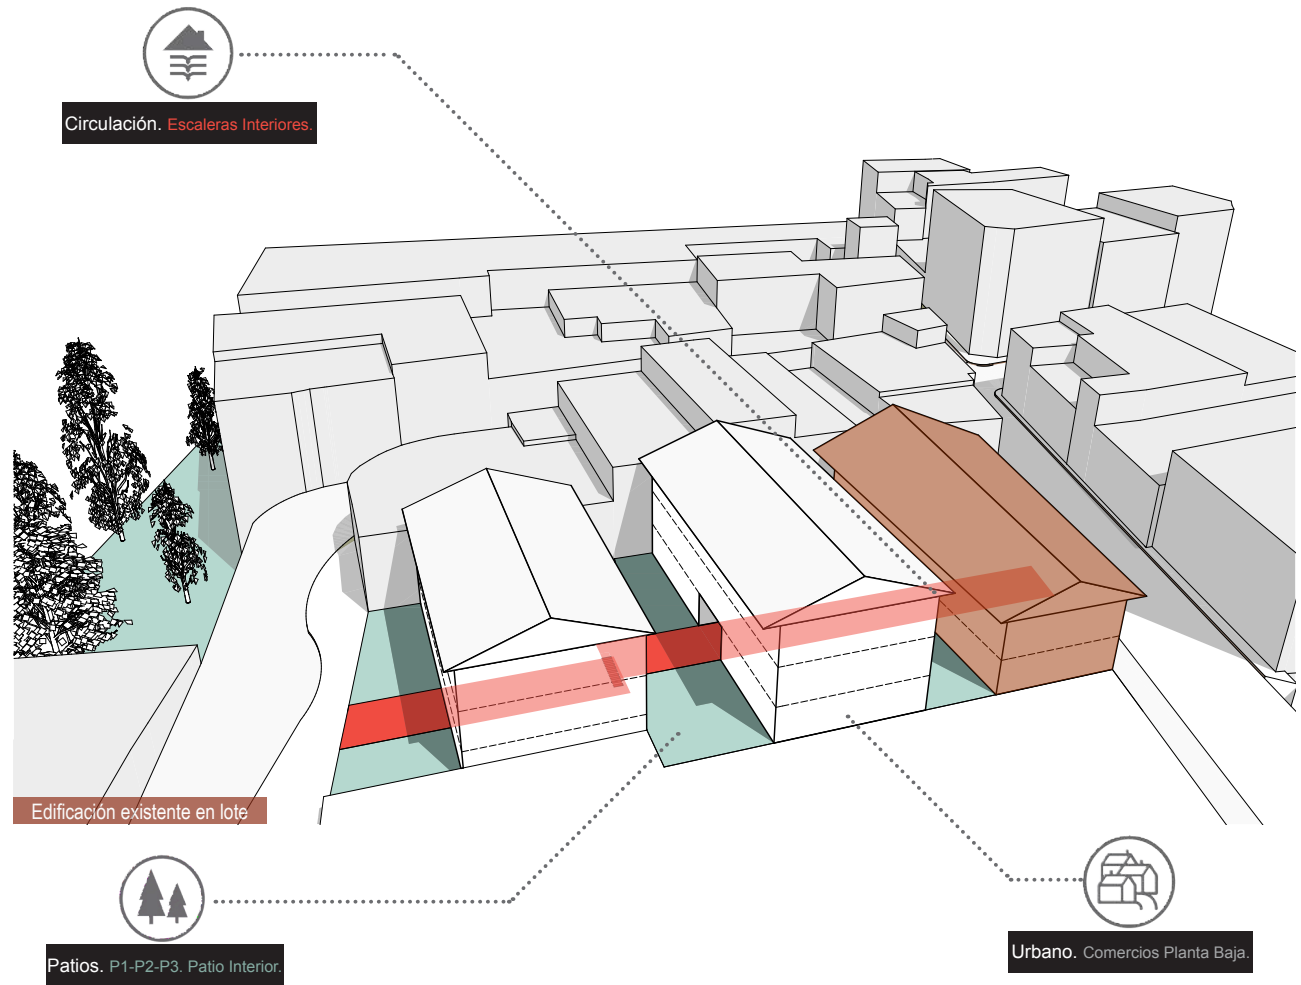 Circulación. Escaleras Interiores.
Edificación existente en lote
Patios. P1-P2-P3. Patio Interior.
Urbano. Comercios Planta Baja.